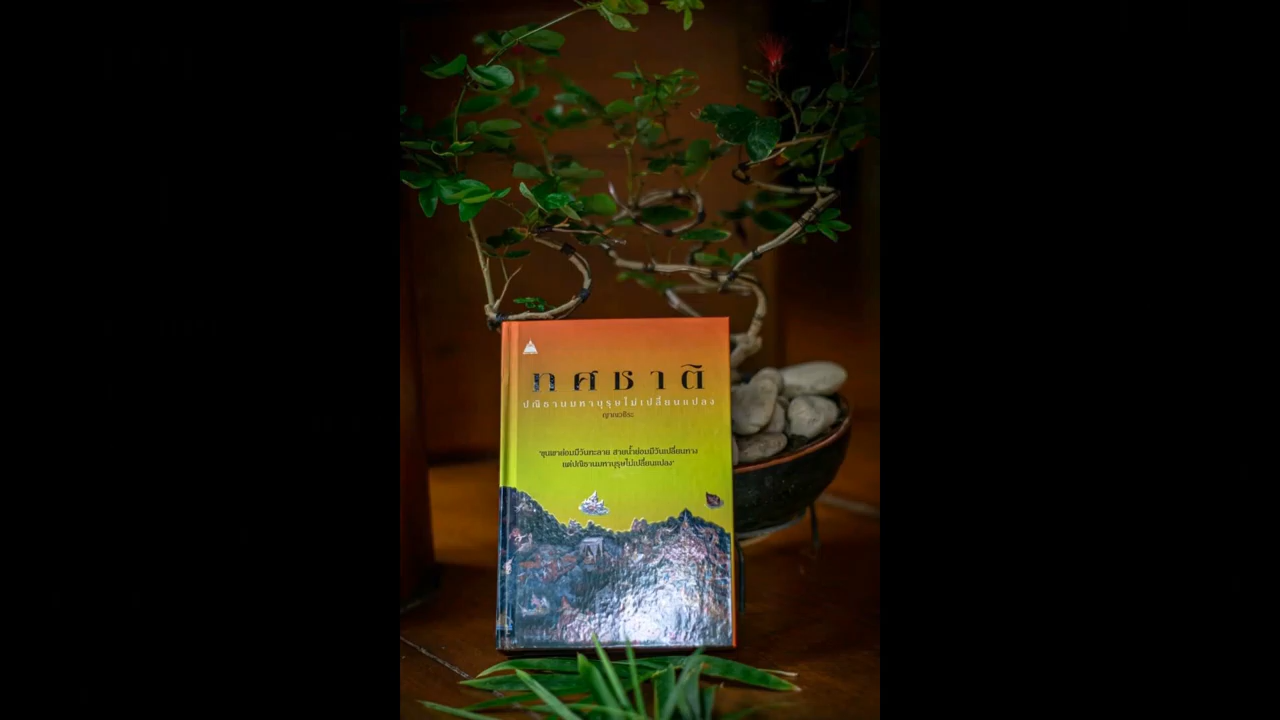 ทศชาติ
ปณิธานมหาบุรุษไม่เปลี่ยนแปลง
ญาณวชิระ
"ขุนเขาย่อมมีวันทะลาย สายน้ำย่อมมีวันเปลี่ยนทาง
แต่ปณิธานมหาบุรุษไม่เปลี่ยนแปลง"